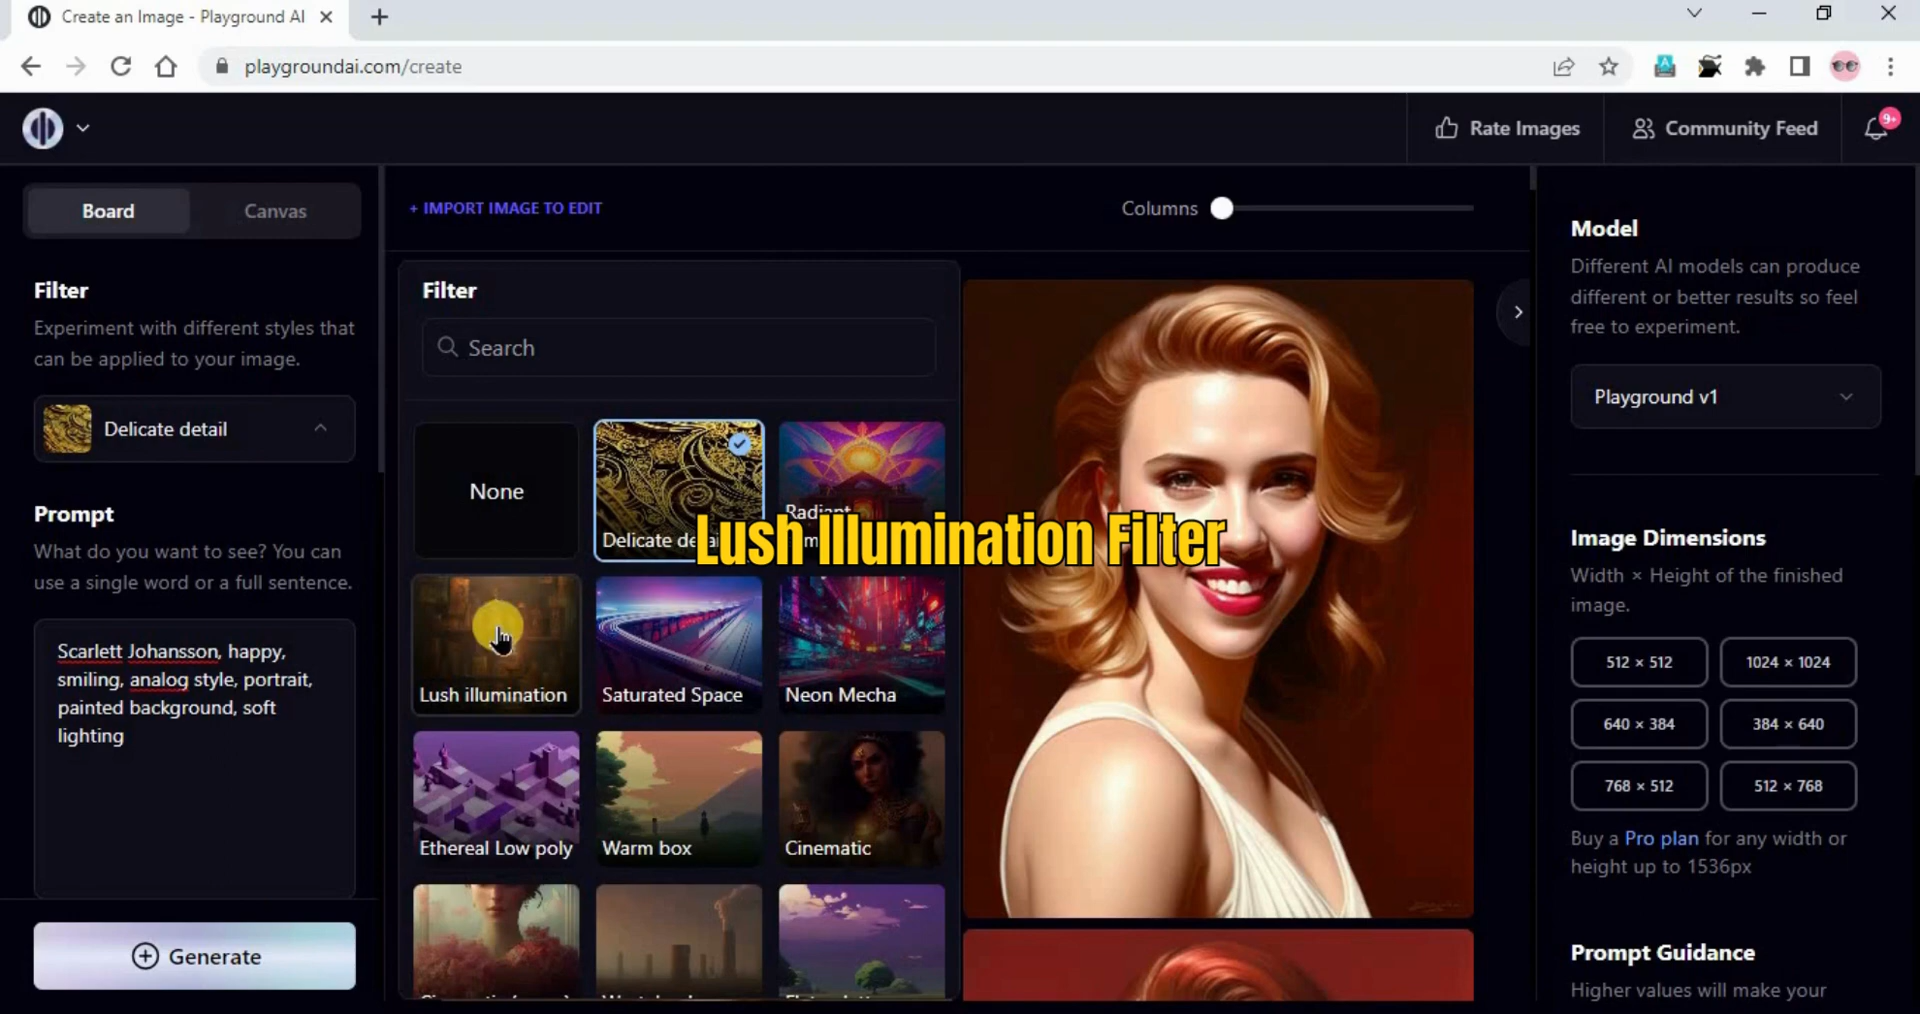 Create an Image - Playground AI
playgroundai.com/create
Rate Images
Community Feed
9+
Board
Canvas
+ IMPORT IMAGE TO EDIT
Columns
Filter
Experiment with different styles that
can be applied to your image.
Delicate detail
Prompt
What do you want to see? You can
use a single word or a full sentence.
Scarlett Johansson, happy,
smiling, analog style, portrait,
painted background, soft
lighting
Generate
Filter
Search
None
Delicate de
Radiant
Lush Illumination Filter
Lush illumination
Saturated Space
Neon Mecha
Ethereal Low poly
Warm box
Cinematic
Model
Different AI models can produce
different or better results so feel
free to experiment.
Playground v1
Image Dimensions
Width × Height of the finished
image.
512 × 512
1024 × 1024
640 × 384
384 × 640
768 × 512
512 × 768
Buy a Pro plan for any width or
height up to 1536px
Prompt Guidance
Higher values will make your